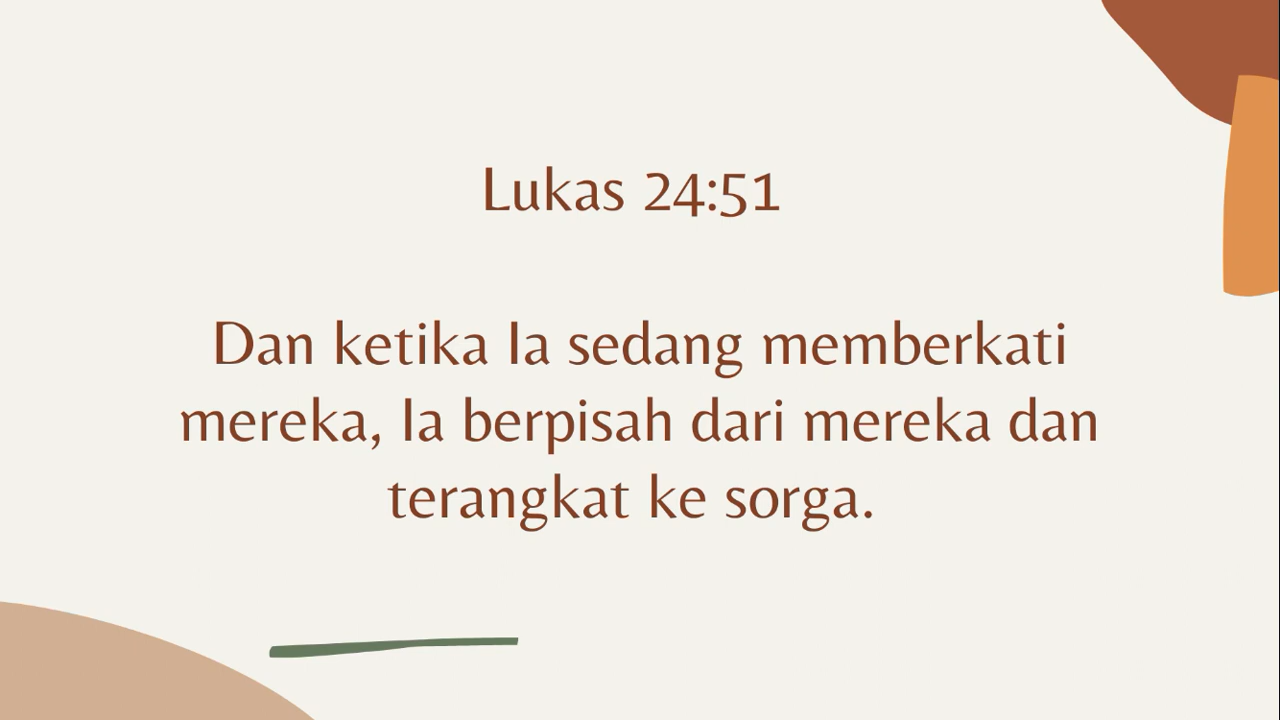 Lukas 24:51
Dan ketika Ia sedang memberkati
mereka, Ia berpisah dari mereka dan
terangkat ke sorga.